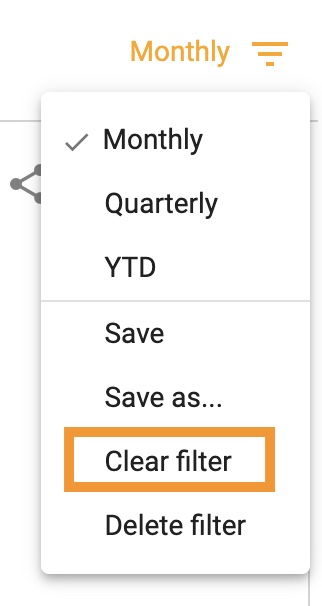 Monthly
Monthly
Quarterly
YTD
Save
Save as...
Clear filter
Delete filter